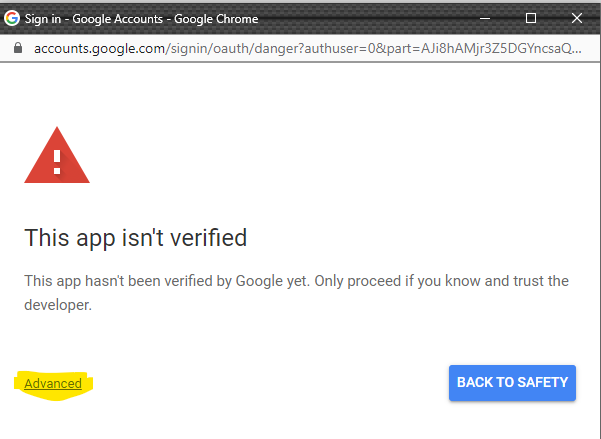 Sign in - Google Accounts - Google Chrome
accounts.google.com/signin/oauth/danger?authuser=0&part=AJi8hAMjr3Z5DGYncsaQ...
This app isn't verified
This app hasn't been verified by Google yet. Only proceed if you know and trust the
developer.
Advanced
BACK TO SAFETY